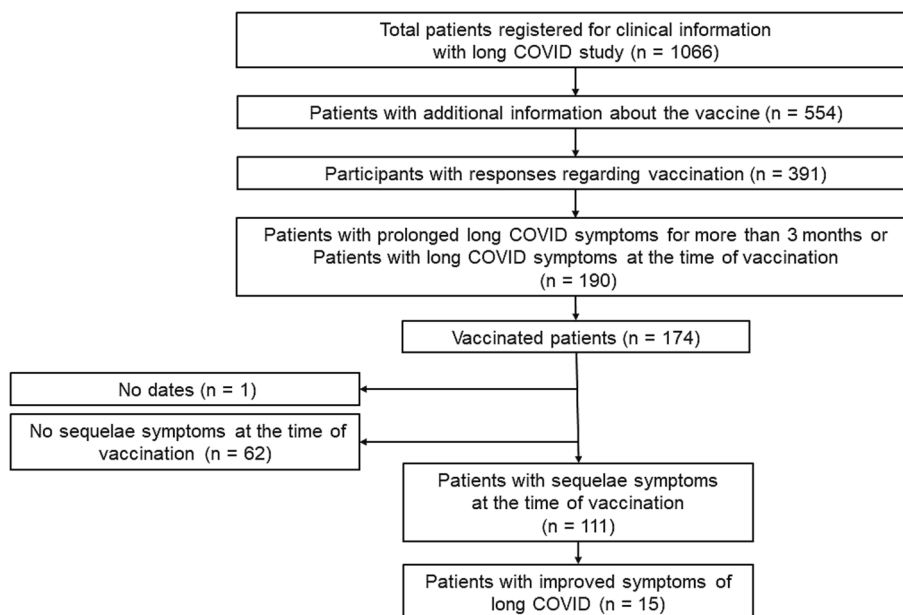 Total patients registered for clinical information
with long COVID study (n = 1066)
Patients with additional information about the vaccine (n = 554)
Participants with responses regarding vaccination (n = 391)
Patients with prolonged long COVID symptoms for more than 3 months or
Patients with long COVID symptoms at the time of vaccination
(n = 190)
Vaccinated patients (n = 174)
No dates (n = 1)
No sequelae symptoms at the time of
vaccination (n = 62)
Patients with sequelae symptoms
at the time of vaccination
(n = 111)
Patients with improved symptoms of
long COVID (n = 15)